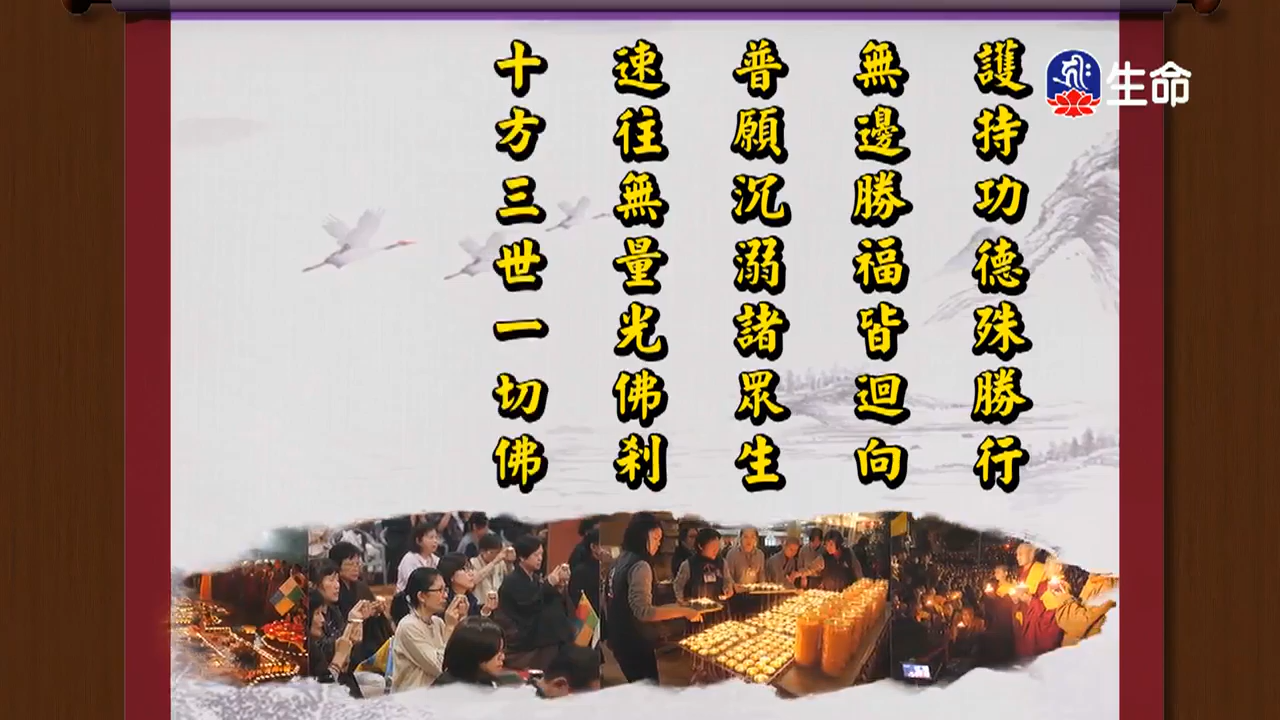 護持功德殊勝行
無邊勝福皆迴向
普願沉溺諸眾生
速往無量光佛剎
十方三世一切佛
生命